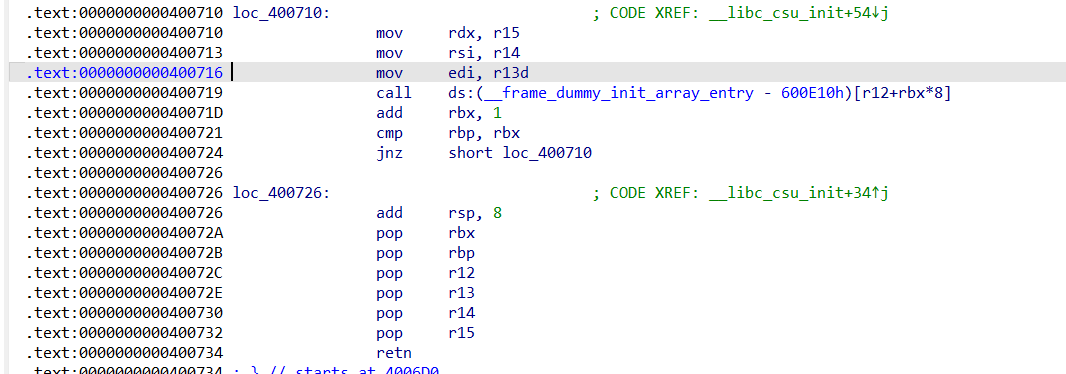 .text:0000000000400710 loc_400710: ; CODE XREF: __libc_csu_init+54↓j
.text:0000000000400710 mov rdx, r15
.text:0000000000400713 mov rsi, r14
.text:0000000000400716 mov edi, r13d
.text:0000000000400719 call ds:(__frame_dummy_init_array_entry - 600E10h)[r12+rbx*8]
.text:000000000040071D add rbx, 1
.text:0000000000400721 cmp rbp, rbx
.text:0000000000400724 jnz short loc_400710
.text:0000000000400726
.text:0000000000400726 loc_400726: ; CODE XREF: __libc_csu_init+34↑j
.text:0000000000400726 add rsp, 8
.text:000000000040072A pop rbx
.text:000000000040072B pop rbp
.text:000000000040072C pop r12
.text:000000000040072E pop r13
.text:0000000000400730 pop r14
.text:0000000000400732 pop r15
.text:0000000000400734 retn
.text:0000000000400734 ; } // starts at 4006D0